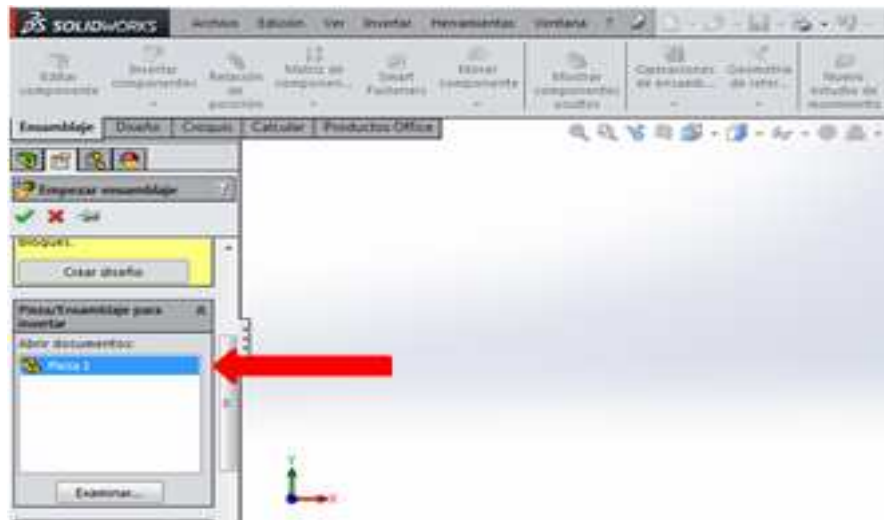 SOLIDWORKS Archivo Edición Ver Insertar Herramientas Ventana ?
Editar componente
Insertar componentes
Relación de posición
Matriz de componen...
Smart Fasteners
Mover componente
Mostrar componentes ocultos
Operaciones de ensamb...
Geometría de refer...
Nuevo estudio de movimiento
Ensamblaje Diseño Croquis Calcular Productos Office
Empezar ensamblaje ?
bloques.
Crear diseño
Pieza/Ensamblaje para
insertar
Abrir documentos:
Pieza 1
Examinar...
Y
X